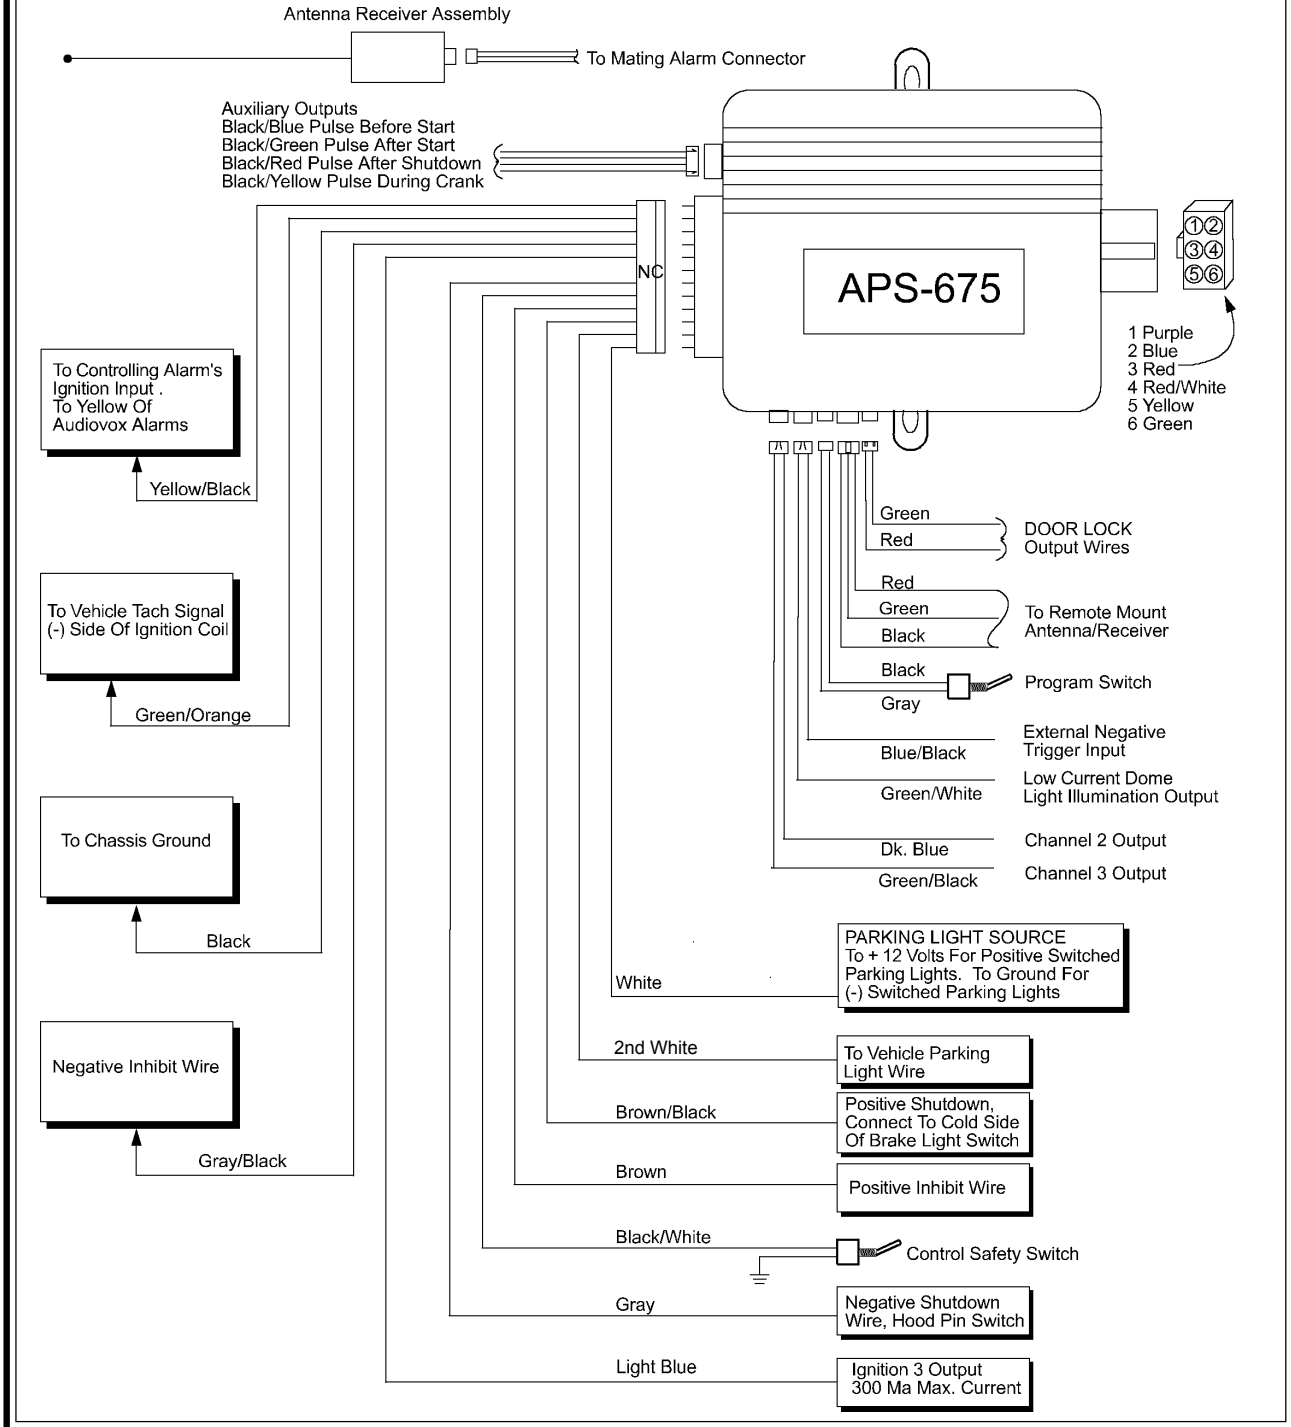 Antenna Receiver Assembly
To Mating Alarm Connector
Auxiliary Outputs
Black/Blue Pulse Before Start
Black/Green Pulse After Start
Black/Red Pulse After Shutdown
Black/Yellow Pulse During Crank
NC
APS-675
1 2
3 4
5 6
1 Purple
2 Blue
3 Red
4 Red/White
5 Yellow
6 Green
To Controlling Alarm's
Ignition Input .
To Yellow Of
Audiovox Alarms
Yellow/Black
To Vehicle Tach Signal
(-) Side Of Ignition Coil
Green/Orange
To Chassis Ground
Black
Negative Inhibit Wire
Gray/Black
Green
Red
DOOR LOCK
Output Wires
Red
Green
Black
To Remote Mount
Antenna/Receiver
Black
Gray
Program Switch
Blue/Black
External Negative
Trigger Input
Green/White
Low Current Dome
Light Illumination Output
Dk. Blue
Channel 2 Output
Green/Black
Channel 3 Output
White
PARKING LIGHT SOURCE
To + 12 Volts For Positive Switched
Parking Lights. To Ground For
(-) Switched Parking Lights
2nd White
To Vehicle Parking
Light Wire
Brown/Black
Positive Shutdown,
Connect To Cold Side
Of Brake Light Switch
Brown
Positive Inhibit Wire
Black/White
Control Safety Switch
Gray
Negative Shutdown
Wire, Hood Pin Switch
Light Blue
Ignition 3 Output
300 Ma Max. Current